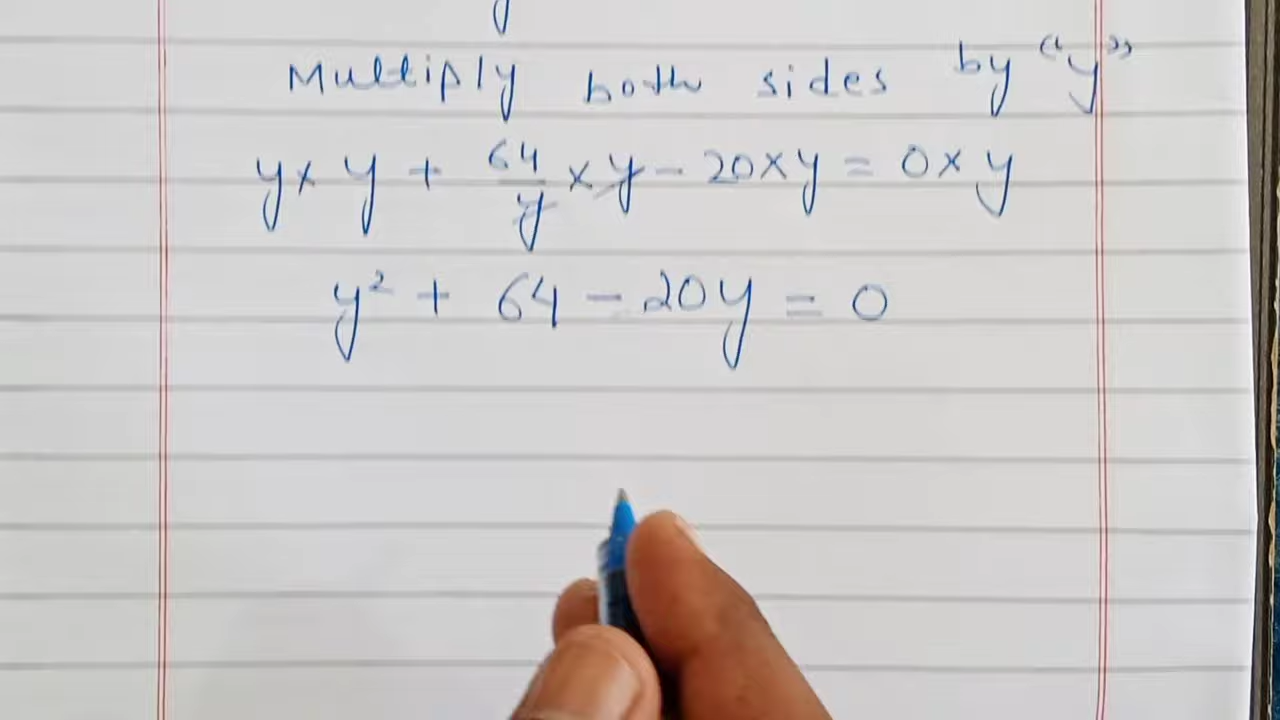 Multiply both sides by "y"
y × y + 64/y × y - 20 × y = 0 × y
y² + 64 - 20y = 0